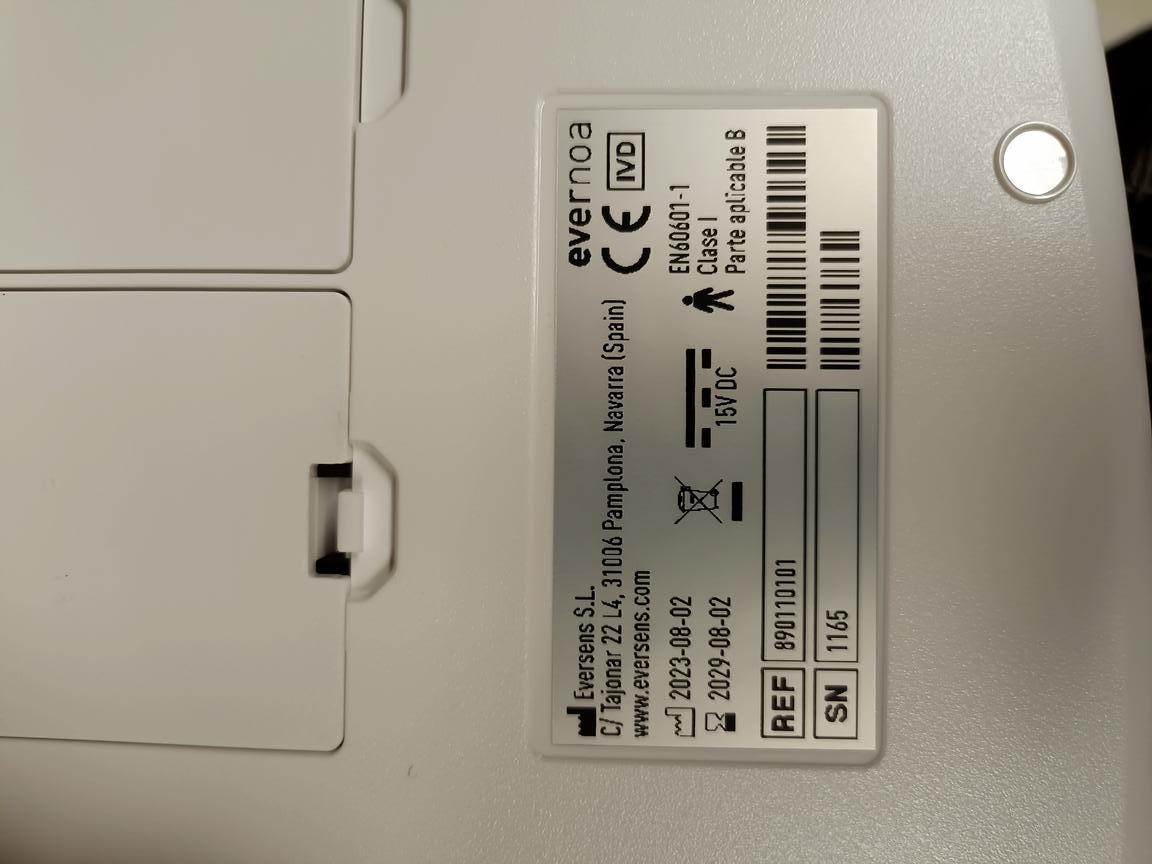 Eversens S.L.
C/ Tajonar 22 L4, 31006 Pamplona, Navarra (Spain)
www.eversens.com
evernoa
CE IVD
2023-08-02
2029-08-02
15V DC
EN60601-1
Clase I
Parte aplicable B
REF 890110101
SN 1165